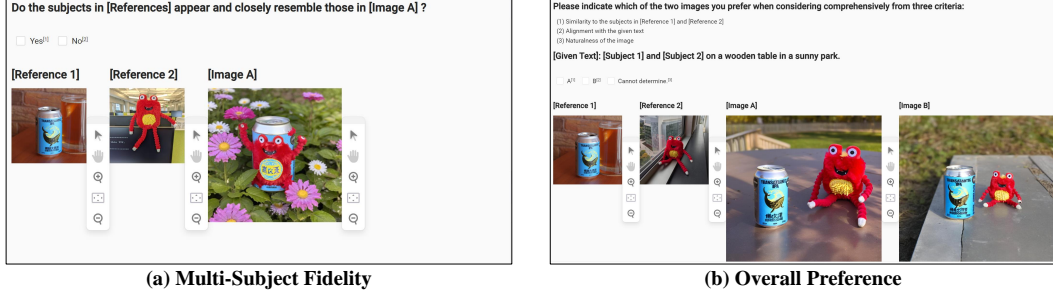 Do the subjects in [References] appear and closely resemble those in [Image A] ?
Yes[1] No[2]
[Reference 1] [Reference 2] [Image A]
(a) Multi-Subject Fidelity
Please indicate which of the two images you prefer when considering comprehensively from three criteria:
(1) Similarity to the subjects in [Reference 1] and [Reference 2]
(2) Alignment with the given text
(3) Naturalness of the image
[Given Text]: [Subject 1] and [Subject 2] on a wooden table in a sunny park.
A[1] B[2] Cannot determine.[3]
[Reference 1] [Reference 2] [Image A] [Image B]
(b) Overall Preference